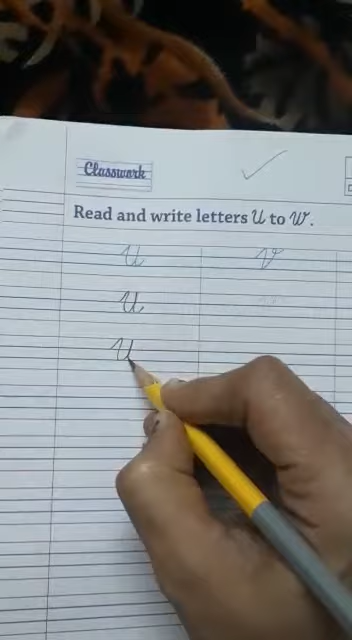 Classwork
Read and write letters U to W.
U V
U
U